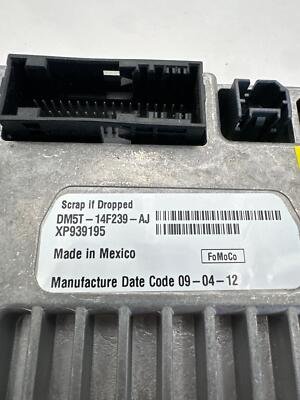 Scrap if Dropped
DM5T-14F239-AJ
XP939195
Made in Mexico
FoMoCo
Manufacture Date Code 09-04-12